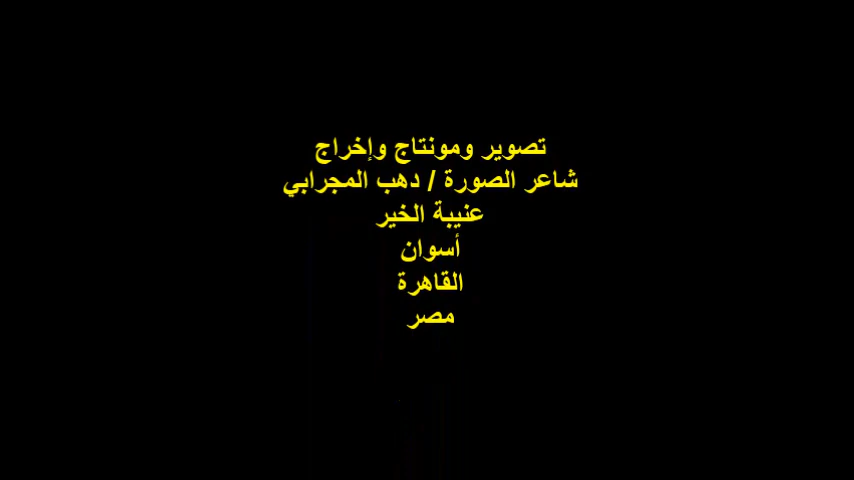 تصوير ومونتاج وإخراج
شاعر الصورة / دهب المجرابي
عنيبة الخير
أسوان
القاهرة
مصر